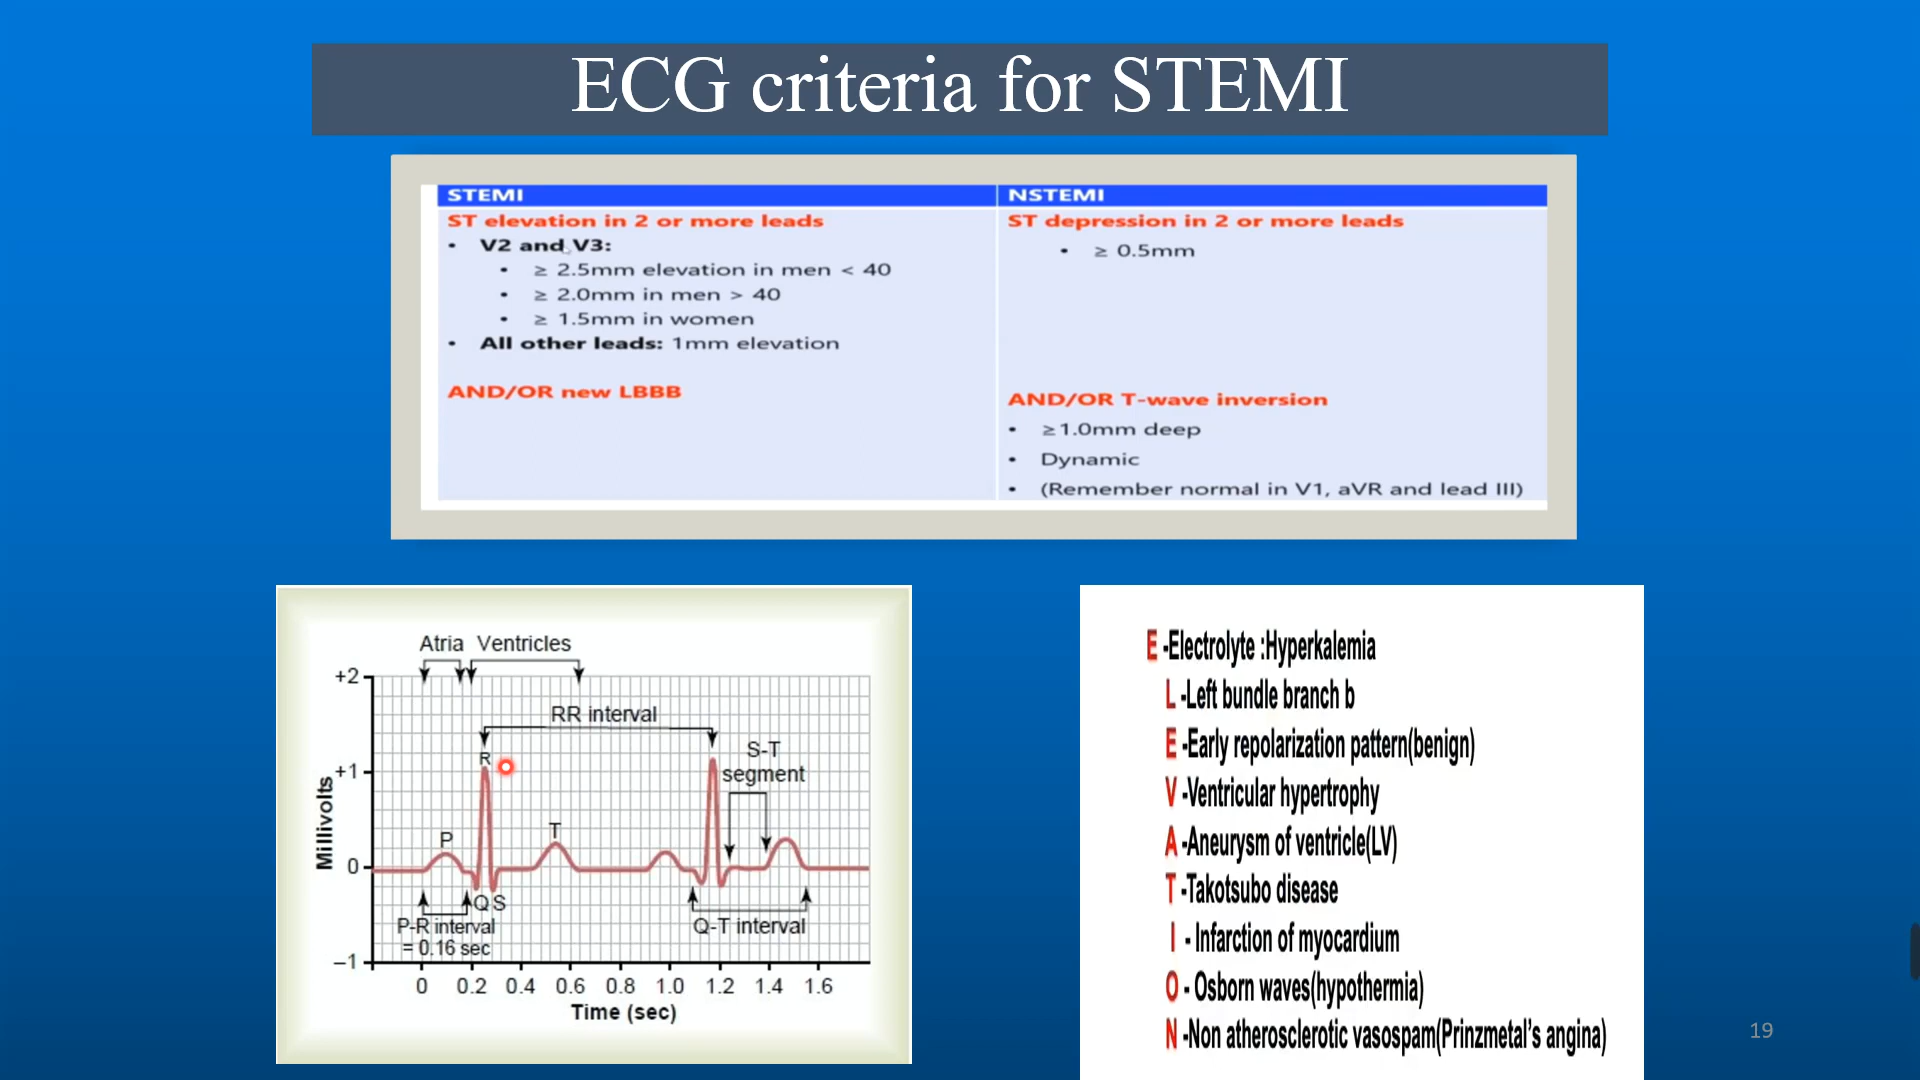 ECG criteria for STEMI
STEMI
ST elevation in 2 or more leads
• V2 and V3:
• ≥ 2.5mm elevation in men < 40
• ≥ 2.0mm in men > 40
• ≥ 1.5mm in women
• All other leads: 1mm elevation
AND/OR new LBBB
NSTEMI
ST depression in 2 or more leads
• ≥ 0.5mm
AND/OR T-wave inversion
• ≥1.0mm deep
• Dynamic
• (Remember normal in V1, aVR and lead III)
Atria Ventricles
+2
RR interval
R
S-T
segment
+1
P
T
Millivolts
0
Q S
P-R interval
= 0.16 sec
Q-T interval
–1
0 0.2 0.4 0.6 0.8 1.0 1.2 1.4 1.6
Time (sec)
E -Electrolyte :Hyperkalemia
L -Left bundle branch b
E -Early repolarization pattern(benign)
V -Ventricular hypertrophy
A -Aneurysm of ventricle(LV)
T -Takotsubo disease
I - Infarction of myocardium
O - Osborn waves(hypothermia)
N -Non atherosclerotic vasospam(Prinzmetal's angina)
19